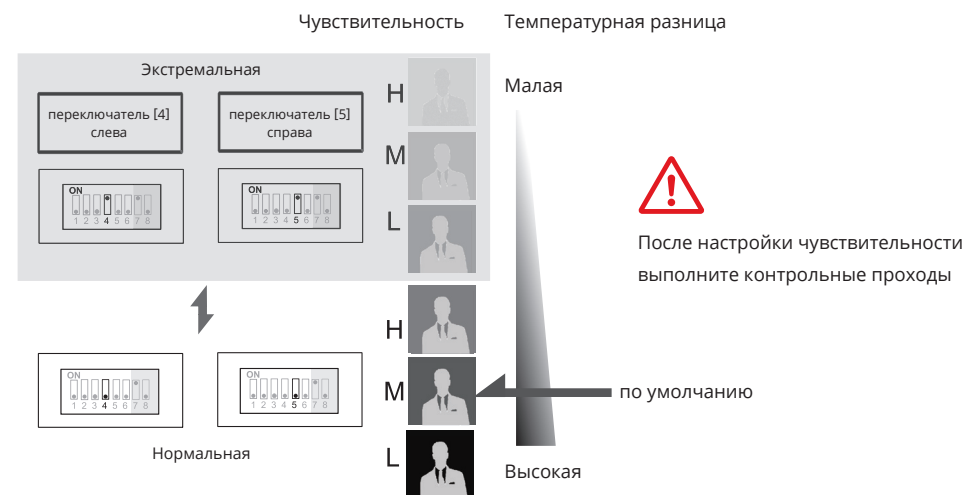 Чувствительность
Температурная разница
Экстремальная
переключатель [4]
слева
переключатель [5]
справа
ON
1 2 3 4 5 6 7 8
ON
1 2 3 4 5 6 7 8
H
M
L
Малая
После настройки чувствительности
выполните контрольные проходы
ON
1 2 3 4 5 6 7 8
ON
1 2 3 4 5 6 7 8
Нормальная
H
M
L
по умолчанию
Высокая